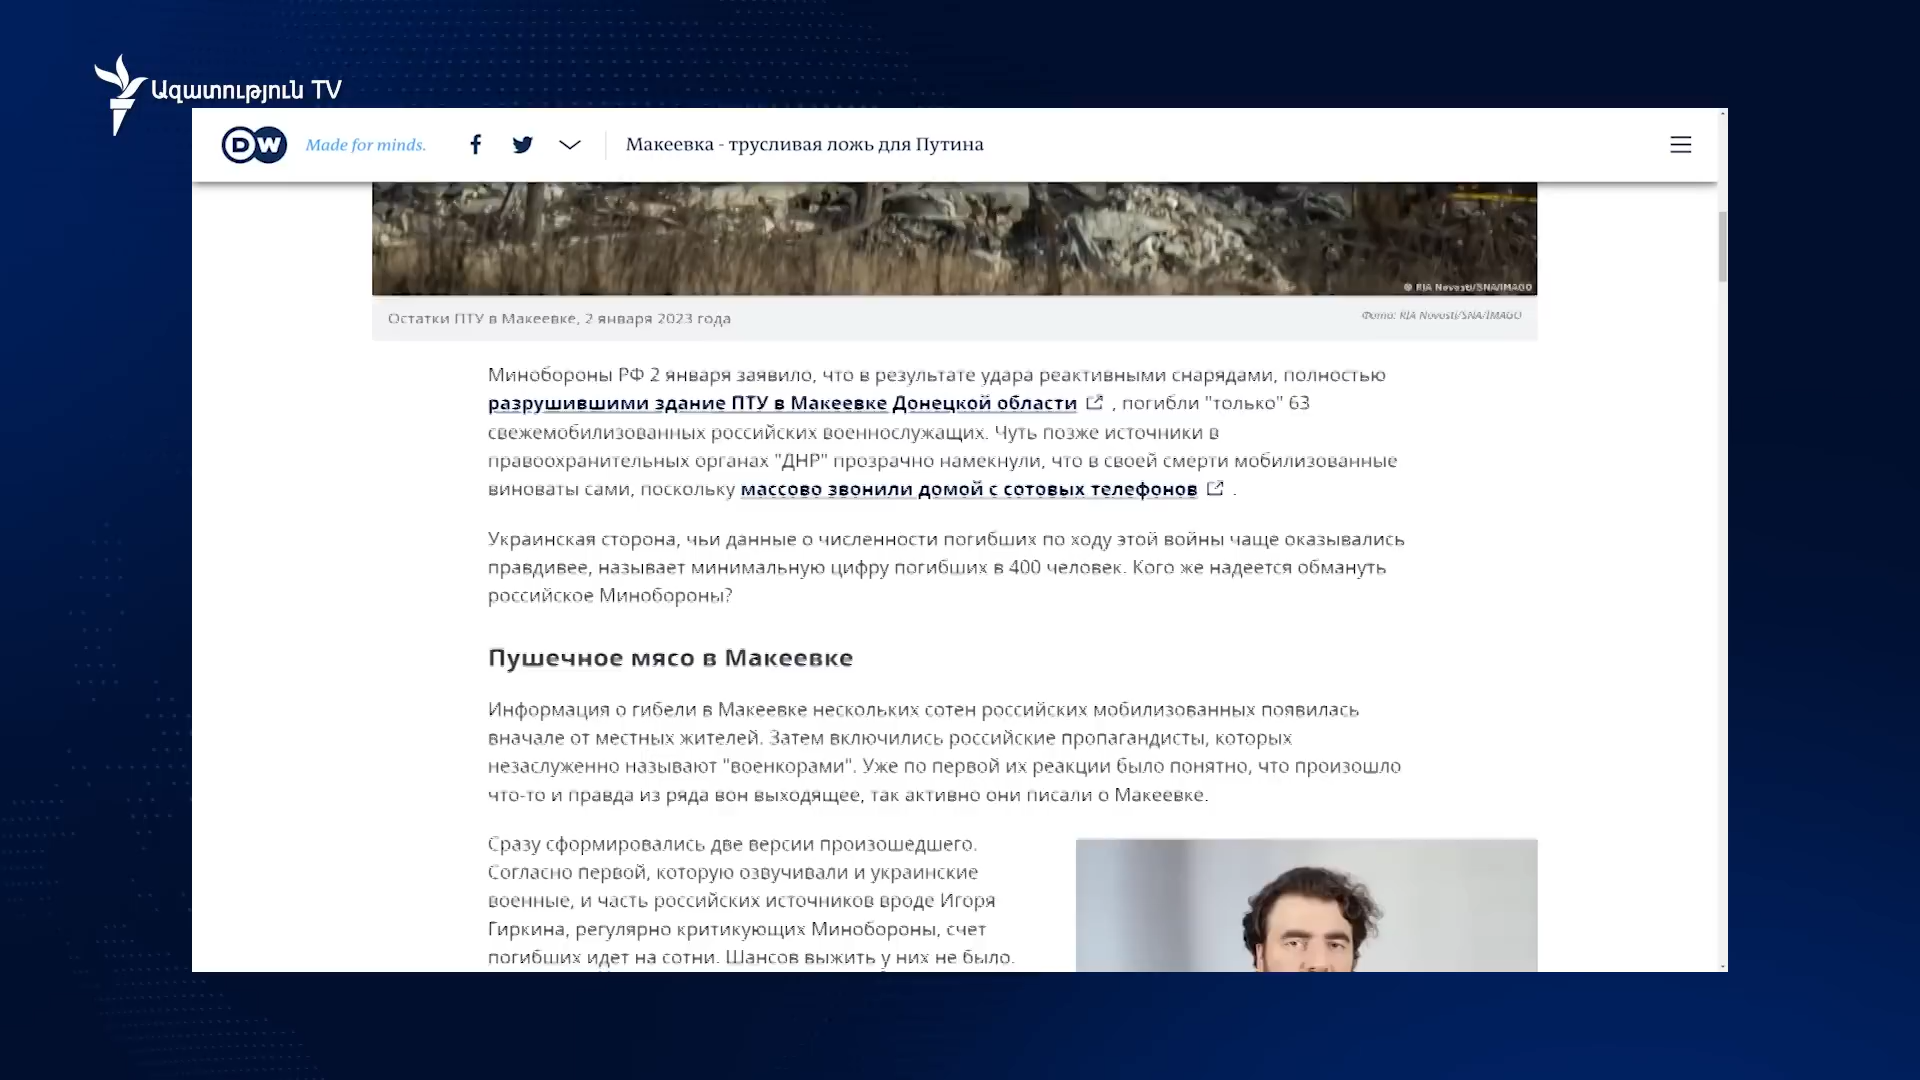 Ազատություն TV
DW Made for minds. Макеевка - трусливая ложь для Путина
© RIA Novosti/SNA/IMAGO
Остатки ПТУ в Макеевке, 2 января 2023 года
Фото: RIA Novosti/SNA/IMAGO
Минобороны РФ 2 января заявило, что в результате удара реактивными снарядами, полностью
разрушившими здание ПТУ в Макеевке Донецкой области , погибли "только" 63
свежемобилизованных российских военнослужащих. Чуть позже источники в
правоохранительных органах "ДНР" прозрачно намекнули, что в своей смерти мобилизованные
виноваты сами, поскольку массово звонили домой с сотовых телефонов .
Украинская сторона, чьи данные о численности погибших по ходу этой войны чаще оказывались
правдивее, называет минимальную цифру погибших в 400 человек. Кого же надеется обмануть
российское Минобороны?
Пушечное мясо в Макеевке
Информация о гибели в Макеевке нескольких сотен российских мобилизованных появилась
вначале от местных жителей. Затем включились российские пропагандисты, которых
незаслуженно называют "военкорами". Уже по первой их реакции было понятно, что произошло
что-то и правда из ряда вон выходящее, так активно они писали о Макеевке.
Сразу сформировались две версии произошедшего.
Согласно первой, которую озвучивали и украинские
военные, и часть российских источников вроде Игоря
Гиркина, регулярно критикующих Минобороны, счет
погибших идет на сотни. Шансов выжить у них не было.